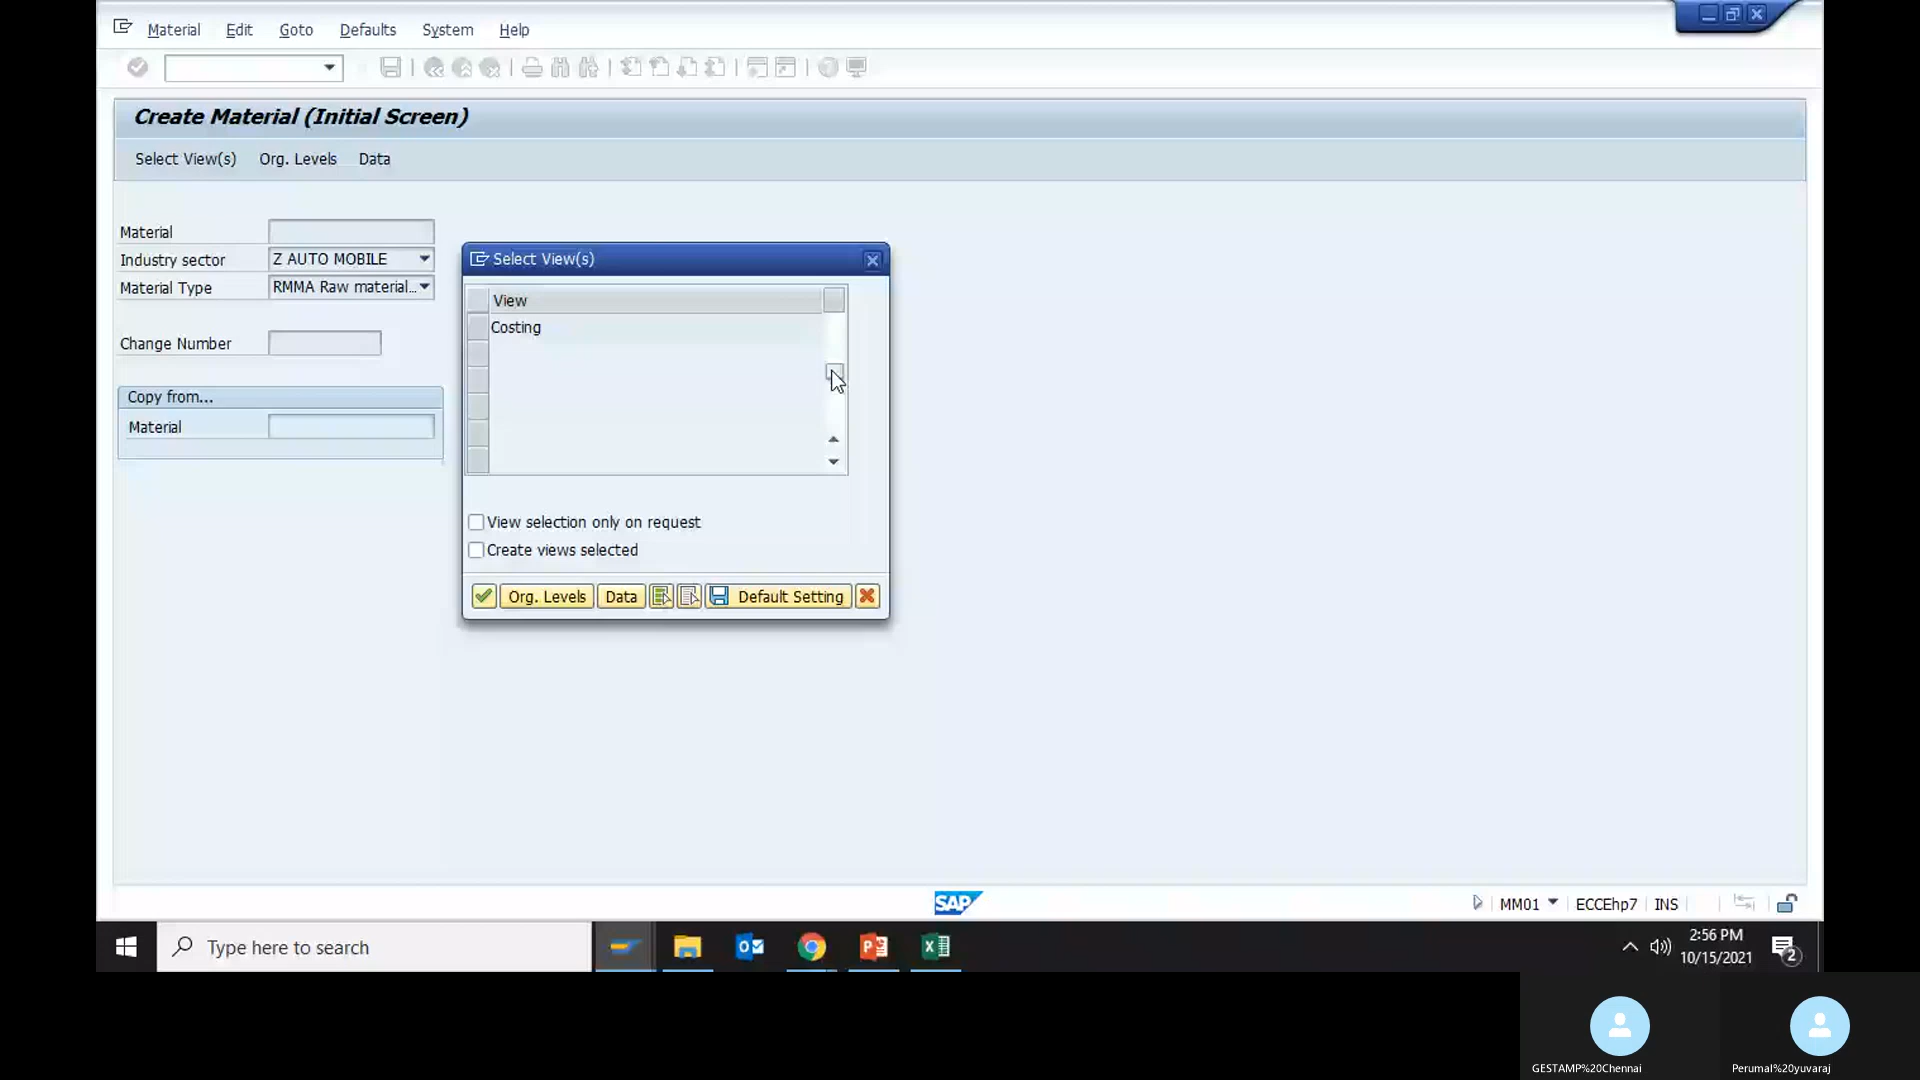 Material Edit Goto Defaults System Help
Create Material (Initial Screen)
Select View(s) Org. Levels Data
Material
Industry sector Z AUTO MOBILE
Material Type RMMA Raw material...
Change Number
Copy from...
Material
Select View(s)
View
Costing
View selection only on request
Create views selected
Org. Levels Data Default Setting
SAP
MM01 ECCEhp7 INS
Type here to search
2:56 PM
10/15/2021
2
GESTAMP%20Chennai Perumal%20yuvaraj